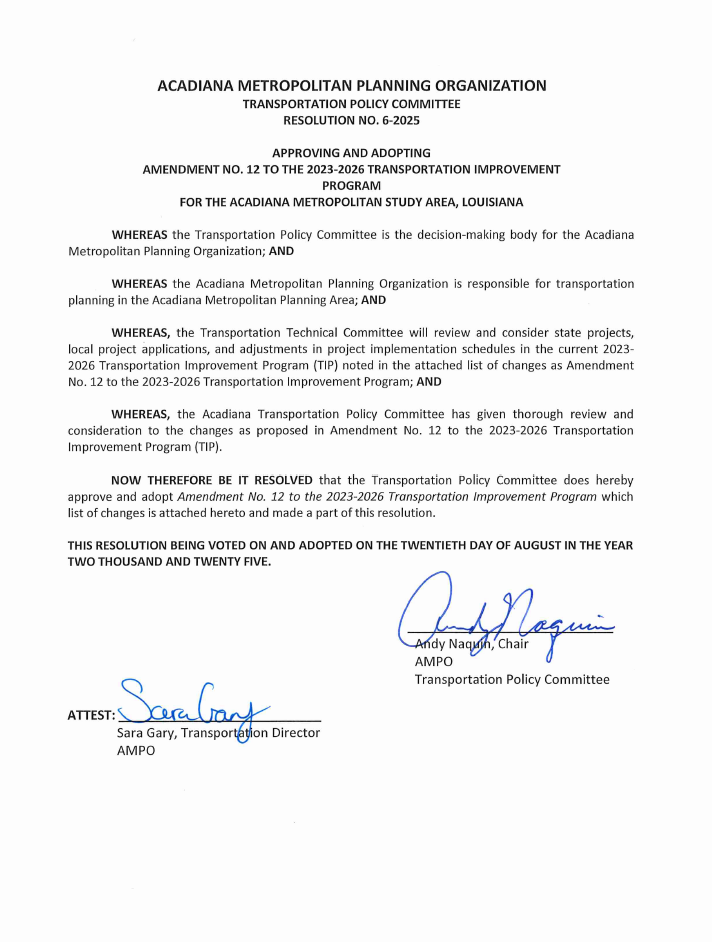 ACADIANA METROPOLITAN PLANNING ORGANIZATION
TRANSPORTATION POLICY COMMITTEE
RESOLUTION NO. 6-2025
APPROVING AND ADOPTING
AMENDMENT NO. 12 TO THE 2023-2026 TRANSPORTATION IMPROVEMENT
PROGRAM
FOR THE ACADIANA METROPOLITAN STUDY AREA, LOUISIANA
WHEREAS the Transportation Policy Committee is the decision-making body for the Acadiana
Metropolitan Planning Organization; AND
WHEREAS the Acadiana Metropolitan Planning Organization is responsible for transportation
planning in the Acadiana Metropolitan Planning Area; AND
WHEREAS, the Transportation Technical Committee will review and consider state projects,
local project applications, and adjustments in project implementation schedules in the current 2023-
2026 Transportation Improvement Program (TIP) noted in the attached list of changes as Amendment
No. 12 to the 2023-2026 Transportation Improvement Program; AND
WHEREAS, the Acadiana Transportation Policy Committee has given thorough review and
consideration to the changes as proposed in Amendment No. 12 to the 2023-2026 Transportation
Improvement Program (TIP).
NOW THEREFORE BE IT RESOLVED that the Transportation Policy Committee does hereby
approve and adopt Amendment No. 12 to the 2023-2026 Transportation Improvement Program which
list of changes is attached hereto and made a part of this resolution.
THIS RESOLUTION BEING VOTED ON AND ADOPTED ON THE TWENTIETH DAY OF AUGUST IN THE YEAR
TWO THOUSAND AND TWENTY FIVE.
Andy Naquin
Andy Naquin, Chair
AMPO
Transportation Policy Committee
ATTEST: Sara Gary
Sara Gary, Transportation Director
AMPO